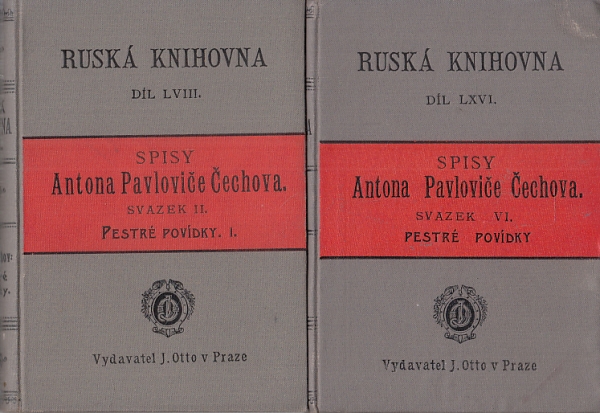 RUSKÁ KNIHOVNA
DÍL LVIII.
SPISY
Antona Pavloviče Čechova.
SVAZEK II.
PESTRÉ POVÍDKY. I.
Vydavatel J. Otto v Praze
RUSKÁ KNIHOVNA
DÍL LXVI.
SPISY
Antona Pavloviče Čechova.
SVAZEK VI.
PESTRÉ POVÍDKY
Vydavatel J. Otto v Praze